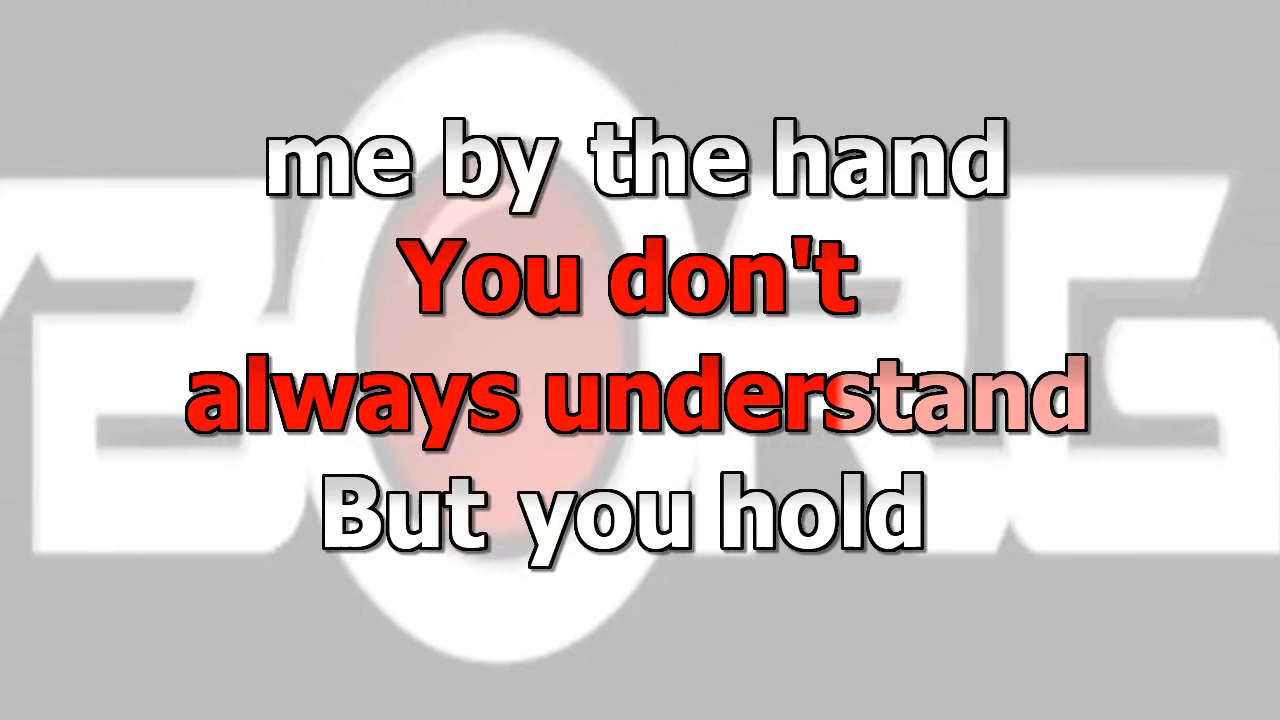 me by the hand
You don't
always understand
But you hold